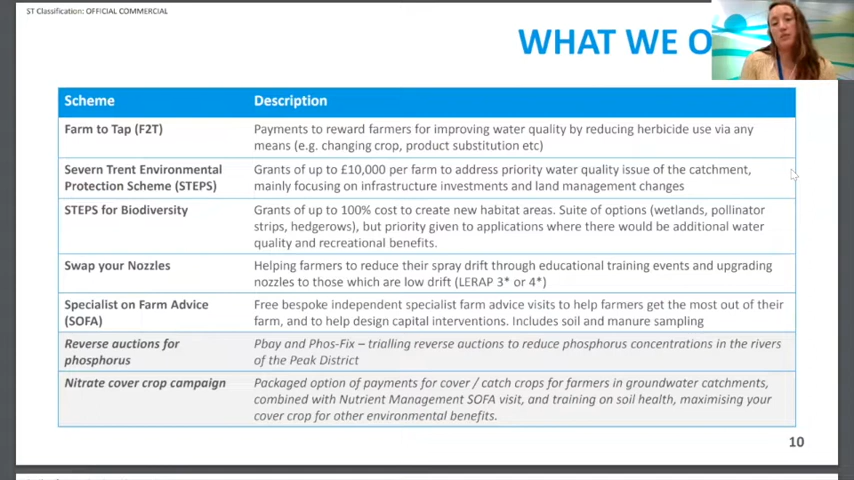 ST Classification: OFFICIAL COMMERCIAL
WHAT WE O
Scheme Description
Farm to Tap (F2T) Payments to reward farmers for improving water quality by reducing herbicide use via any
means (e.g. changing crop, product substitution etc)
Severn Trent Environmental Grants of up to £10,000 per farm to address priority water quality issue of the catchment,
Protection Scheme (STEPS) mainly focusing on infrastructure investments and land management changes
STEPS for Biodiversity Grants of up to 100% cost to create new habitat areas. Suite of options (wetlands, pollinator
strips, hedgerows), but priority given to applications where there would be additional water
quality and recreational benefits.
Swap your Nozzles Helping farmers to reduce their spray drift through educational training events and upgrading
nozzles to those which are low drift (LERAP 3* or 4*)
Specialist on Farm Advice Free bespoke independent specialist farm advice visits to help farmers get the most out of their
(SOFA) farm, and to help design capital interventions. Includes soil and manure sampling
Reverse auctions for Pbay and Phos-Fix – trialling reverse auctions to reduce phosphorus concentrations in the rivers
phosphorus of the Peak District
Nitrate cover crop campaign Packaged option of payments for cover / catch crops for farmers in groundwater catchments,
combined with Nutrient Management SOFA visit, and training on soil health, maximising your
cover crop for other environmental benefits.
10